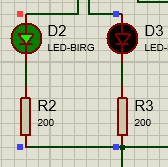 D2 D3
LED-BIRG LED-
R2 R3
200 200